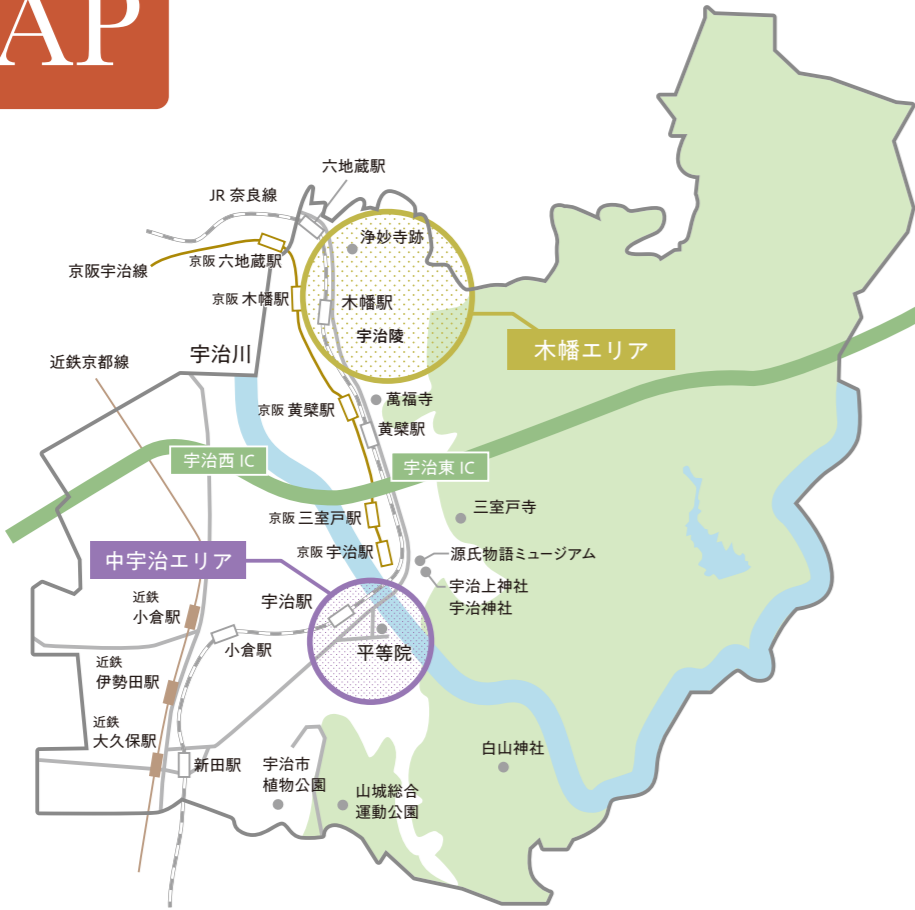 AP
六地蔵駅
JR 奈良線
浄妙寺跡
京阪宇治線
京阪 六地蔵駅
京阪 木幡駅
木幡駅
宇治陵
木幡エリア
宇治川
近鉄京都線
萬福寺
京阪 黄檗駅
黄檗駅
宇治西 IC
宇治東 IC
三室戸寺
京阪 三室戸駅
京阪 宇治駅
源氏物語ミュージアム
中宇治エリア
宇治上神社
宇治神社
近鉄
小倉駅
宇治駅
小倉駅
平等院
近鉄
伊勢田駅
近鉄
大久保駅
新田駅
宇治市
植物公園
山城総合
運動公園
白山神社